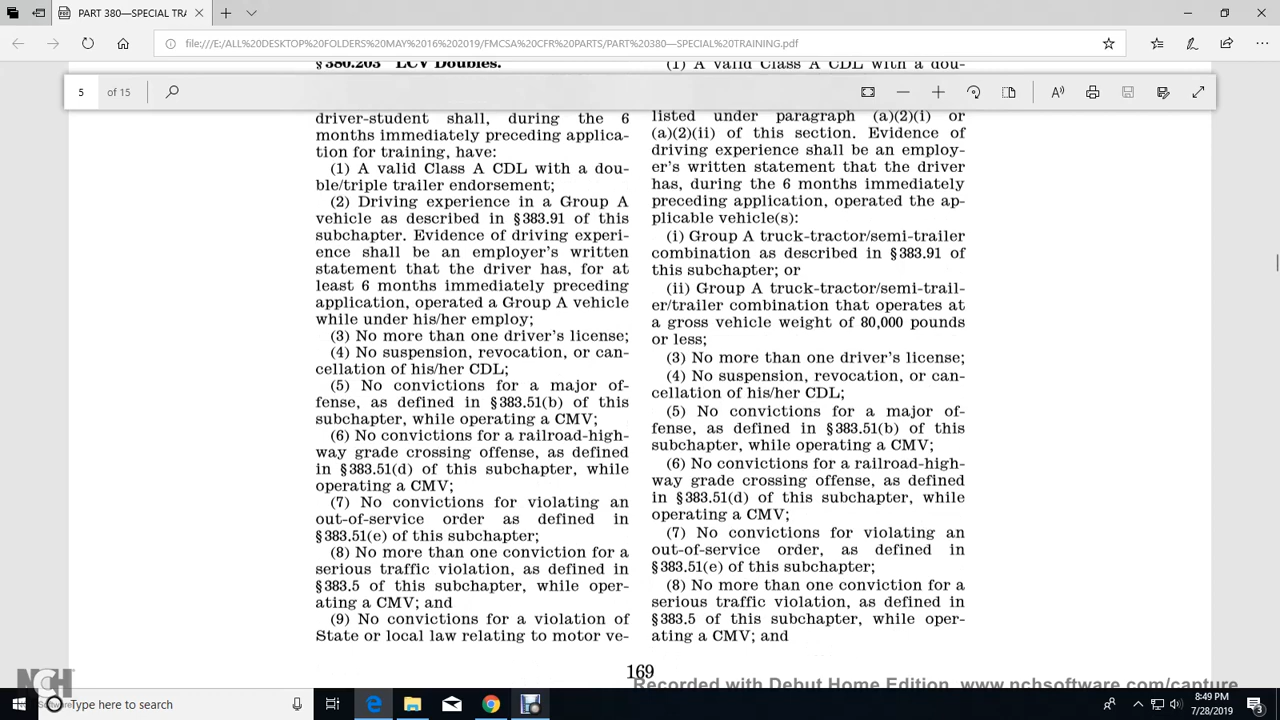 PART 380—SPECIAL TRA
file:///E:/ALL%20DESKTOP%20FOLDERS%20MAY%2016%202019/FMCSA%20CFR%20PARTS/PART%20380—SPECIAL%20TRAINING.pdf
5 of 15
§380.203 LCV Doubles.
driver-student shall, during the 6
months immediately preceding applica-
tion for training, have:
(1) A valid Class A CDL with a dou-
ble/triple trailer endorsement;
(2) Driving experience in a Group A
vehicle as described in §383.91 of this
subchapter. Evidence of driving experi-
ence shall be an employer's written
statement that the driver has, for at
least 6 months immediately preceding
application, operated a Group A vehicle
while under his/her employ;
(3) No more than one driver's license;
(4) No suspension, revocation, or can-
cellation of his/her CDL;
(5) No convictions for a major of-
fense, as defined in §383.51(b) of this
subchapter, while operating a CMV;
(6) No convictions for a railroad-high-
way grade crossing offense, as defined
in §383.51(d) of this subchapter, while
operating a CMV;
(7) No convictions for violating an
out-of-service order as defined in
§383.51(e) of this subchapter;
(8) No more than one conviction for a
serious traffic violation, as defined in
§383.5 of this subchapter, while oper-
ating a CMV; and
(9) No convictions for a violation of
State or local law relating to motor ve-
(1) A valid Class A CDL with a dou-
listed under paragraph (a)(2)(i) or
(a)(2)(ii) of this section. Evidence of
driving experience shall be an employ-
er's written statement that the driver
has, during the 6 months immediately
preceding application, operated the ap-
plicable vehicle(s):
(i) Group A truck-tractor/semi-trailer
combination as described in §383.91 of
this subchapter; or
(ii) Group A truck-tractor/semi-trail-
er/trailer combination that operates at
a gross vehicle weight of 80,000 pounds
or less;
(3) No more than one driver's license;
(4) No suspension, revocation, or can-
cellation of his/her CDL;
(5) No convictions for a major of-
fense, as defined in §383.51(b) of this
subchapter, while operating a CMV;
(6) No convictions for a railroad-high-
way grade crossing offense, as defined
in §383.51(d) of this subchapter, while
operating a CMV;
(7) No convictions for violating an
out-of-service order, as defined in
§383.51(e) of this subchapter;
(8) No more than one conviction for a
serious traffic violation, as defined in
§383.5 of this subchapter, while oper-
ating a CMV; and
169
NCH Software
Recorded with Debut Home Edition. www.nchsoftware.com/capture
Type here to search
8:49 PM
7/28/2019